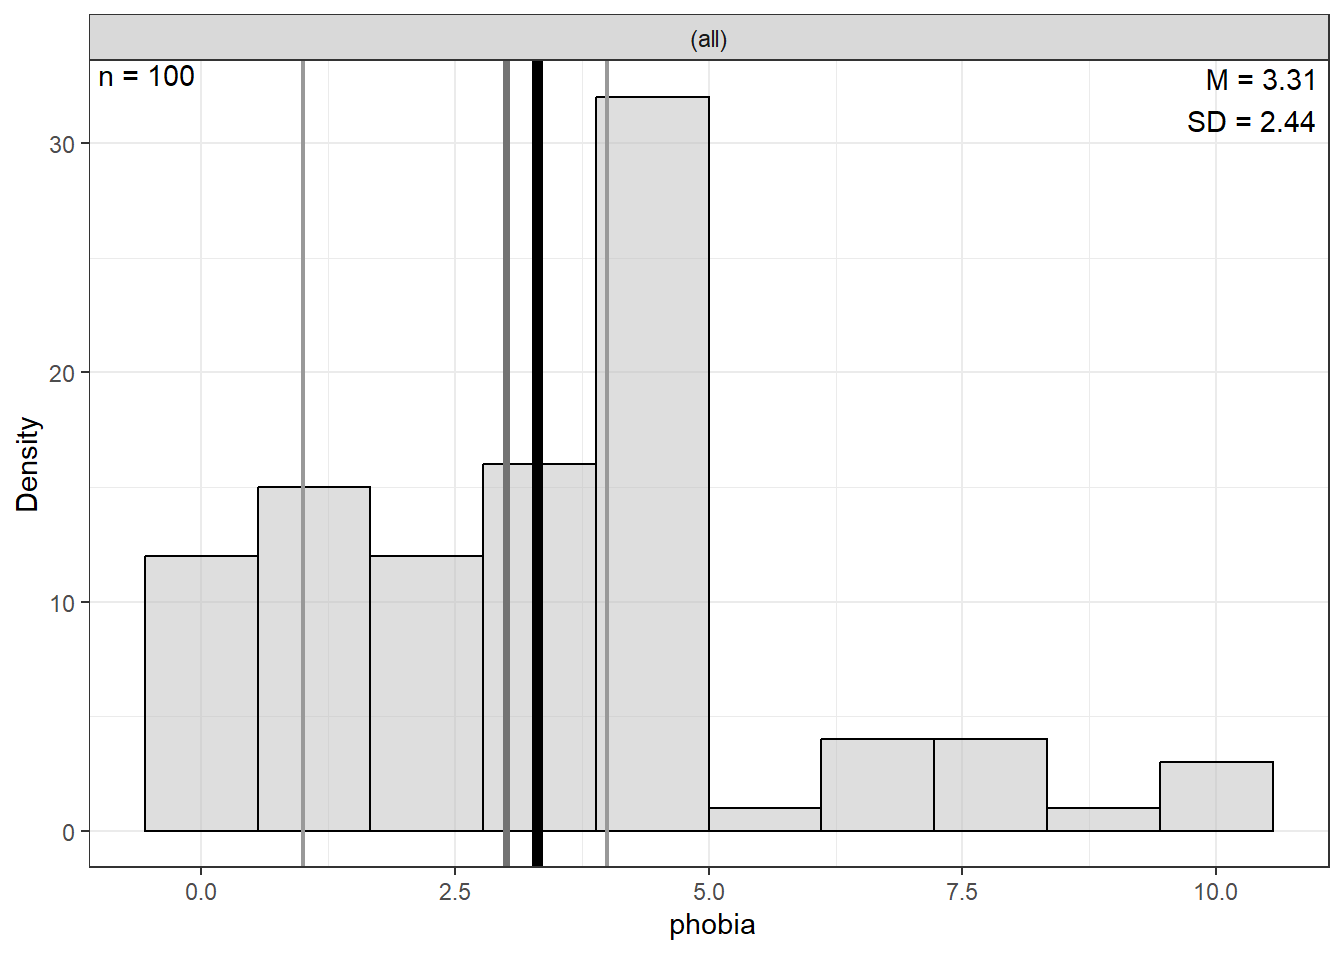 (all)
n = 100
M = 3.31
SD = 2.44
30
20
10
0
Density
0.0 2.5 5.0 7.5 10.0
phobia